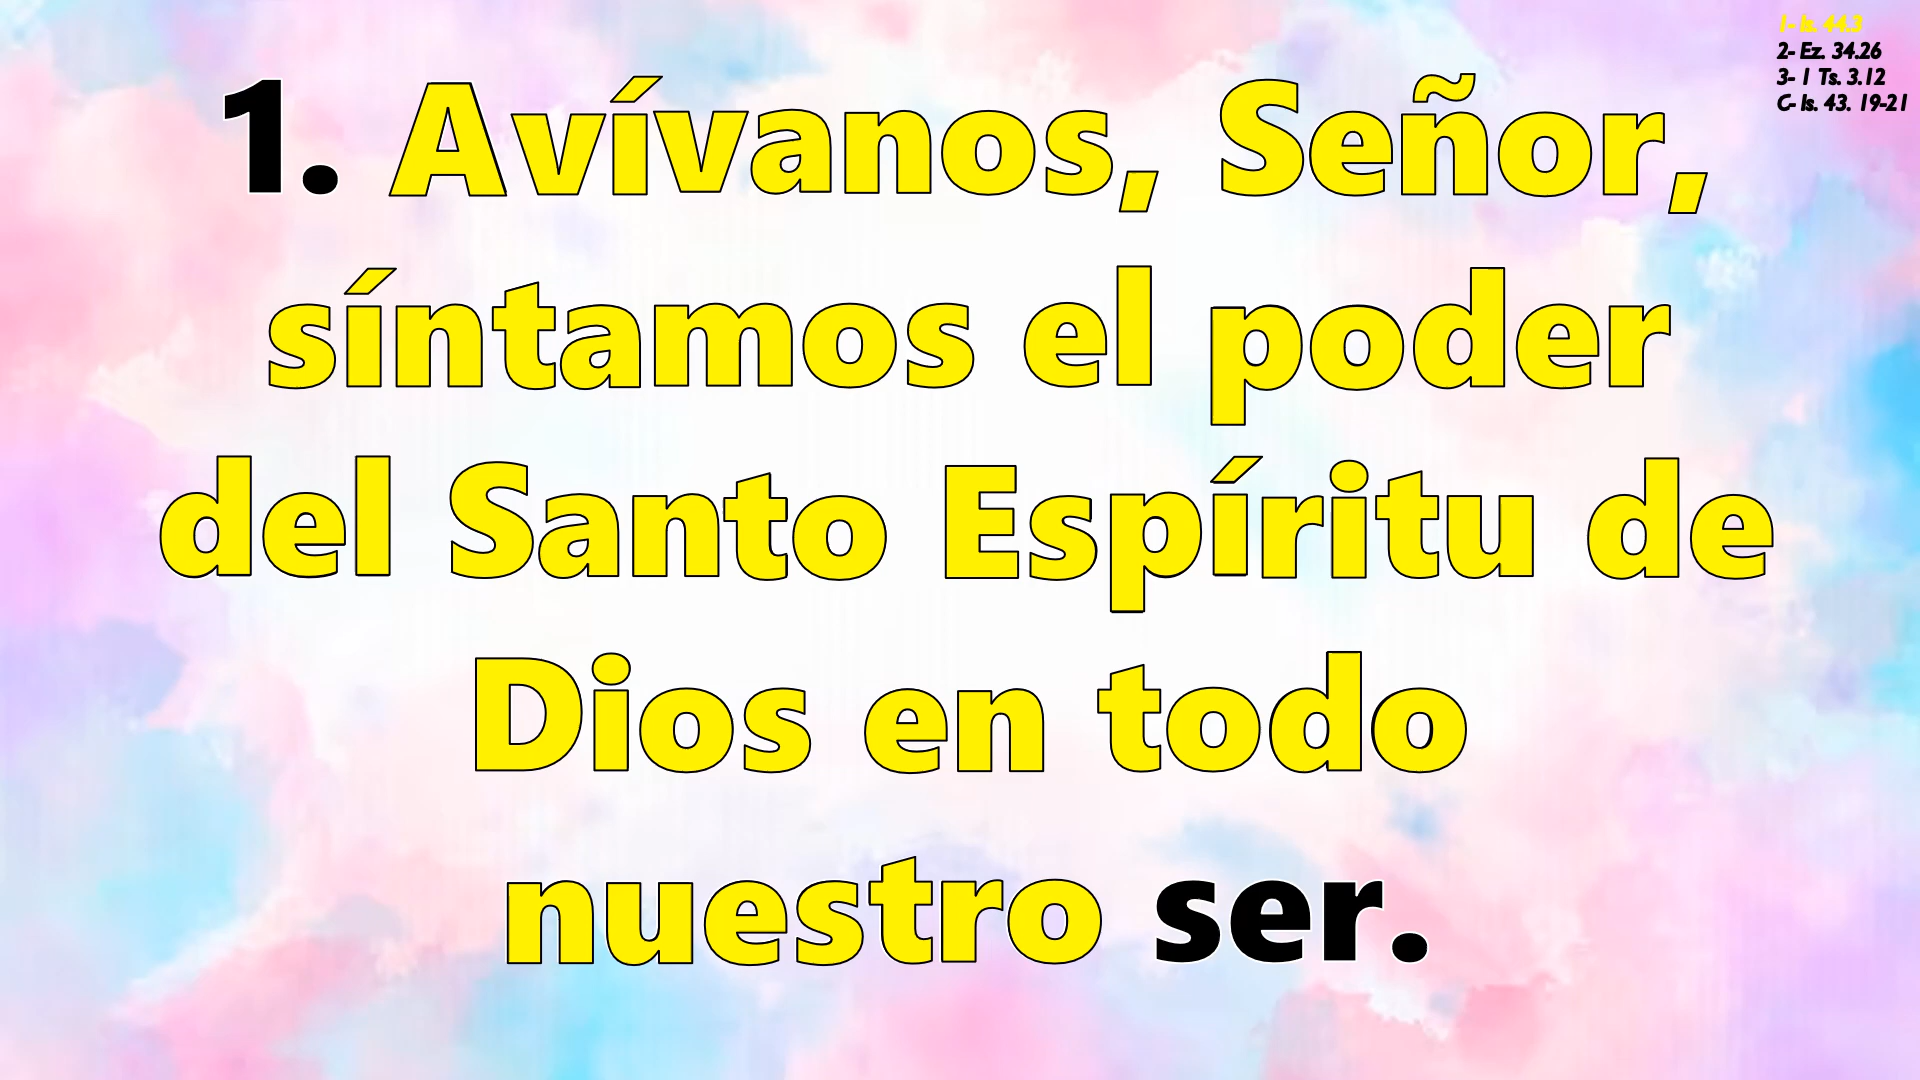 1- Is. 44.3
2- Ez. 34.26
3- 1 Ts. 3.12
C- Is. 43. 19-21
1. Avívanos, Señor,
síntamos el poder
del Santo Espíritu de
Dios en todo
nuestro ser.